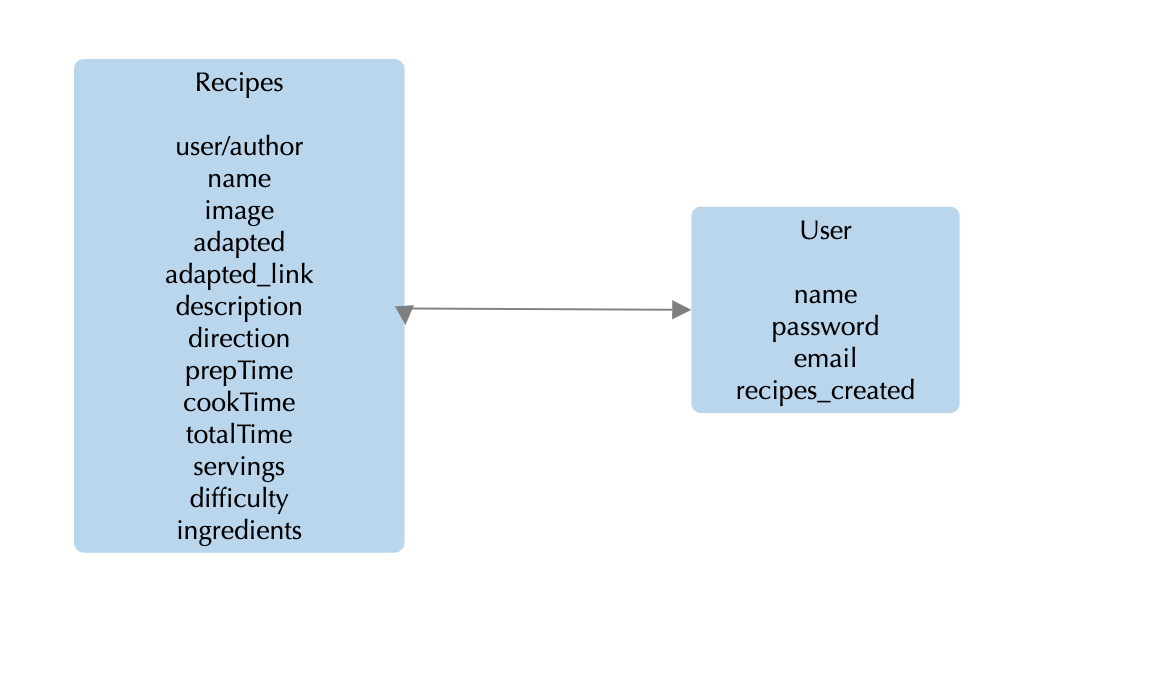 Recipes
user/author
name
image
adapted
adapted_link
description
direction
prepTime
cookTime
totalTime
servings
difficulty
ingredients
User
name
password
email
recipes_created